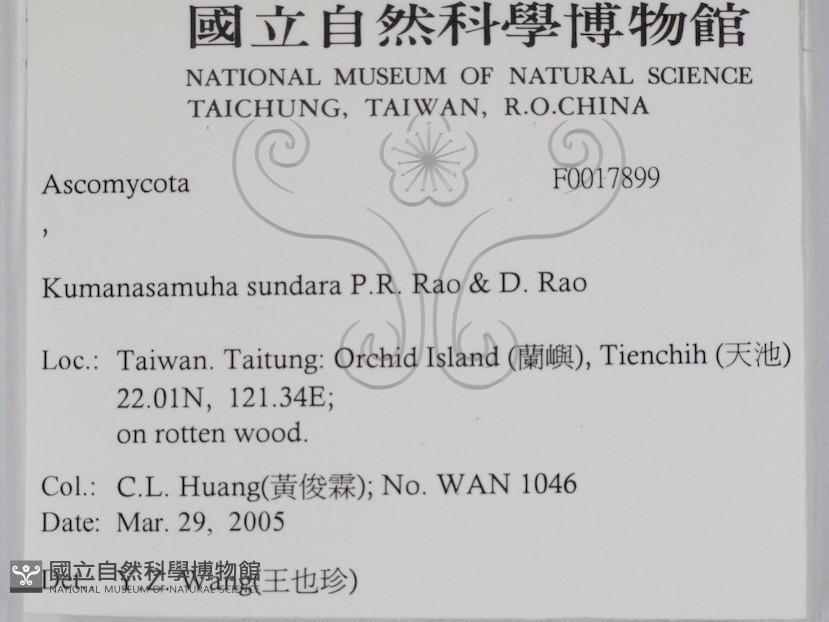 國立自然科學博物館
NATIONAL MUSEUM OF NATURAL SCIENCE
TAICHUNG, TAIWAN, R.O.CHINA
Ascomycota F0017899
,
Kumanasamuha sundara P.R. Rao & D. Rao
Loc.: Taiwan. Taitung: Orchid Island (蘭嶼), Tienchih (天池)
22.01N, 121.34E;
on rotten wood.
Col.: C.L. Huang(黃俊霖); No. WAN 1046
Date: Mar. 29, 2005
Det.: Y.Z. Wang(王也珍)
國立自然科學博物館
NATIONAL MUSEUM OF NATURAL SCIENCE